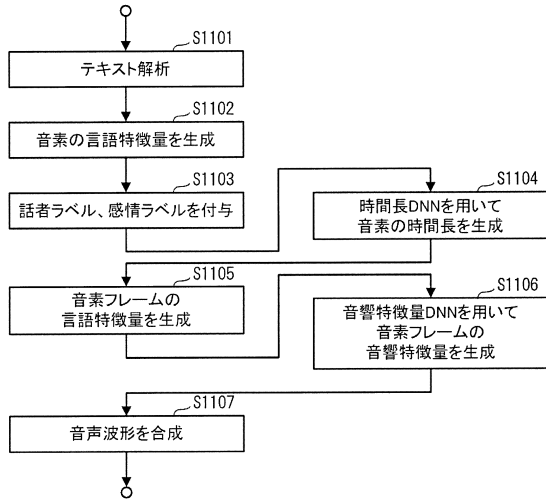 S1101
テキスト解析
S1102
音素の言語特徴量を生成
S1103
話者ラベル、感情ラベルを付与
S1104
時間長DNNを用いて
音素の時間長を生成
S1105
音素フレームの
言語特徴量を生成
S1106
音響特徴量DNNを用いて
音素フレームの
音響特徴量を生成
S1107
音声波形を合成